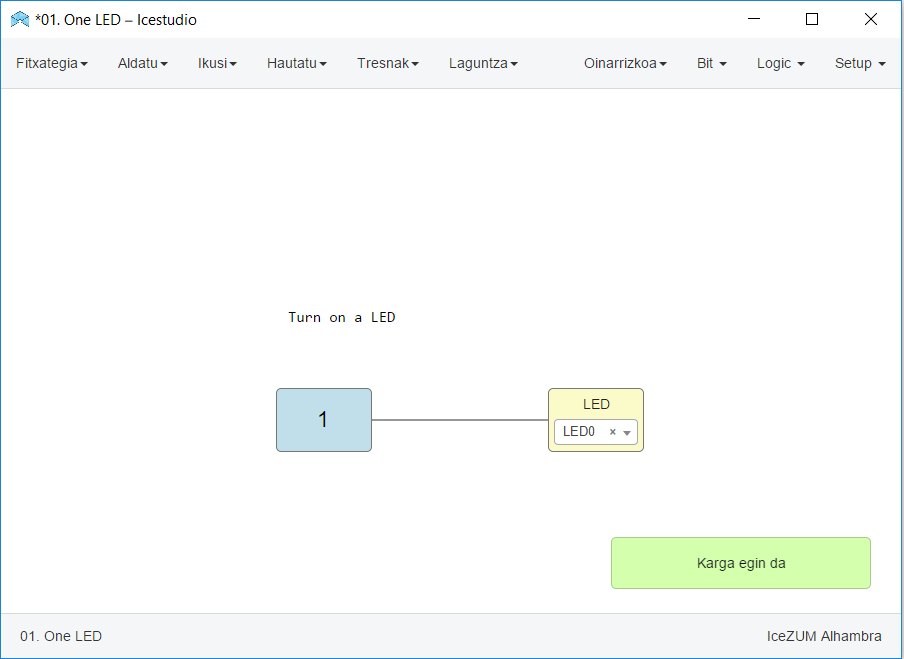 *01. One LED – Icestudio
Fitxategia Aldatu Ikusi Hautatu Tresnak Laguntza Oinarrizkoa Bit Logic Setup
Turn on a LED
1
LED
LED0 ×
Karga egin da
01. One LED IceZUM Alhambra